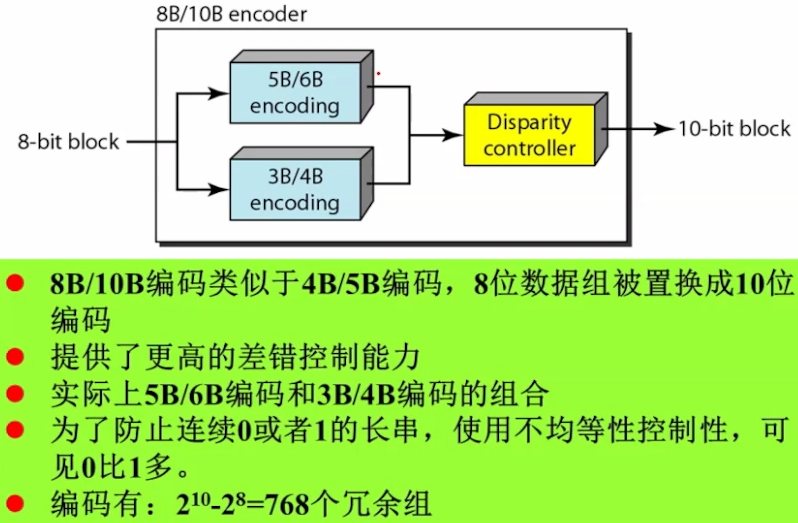 8B/10B encoder
5B/6B
encoding
8-bit block
3B/4B
encoding
Disparity
controller
10-bit block
8B/10B编码类似于4B/5B编码，8位数据组被置换成10位
编码
提供了更高的差错控制能力
实际上5B/6B编码和3B/4B编码的组合
为了防止连续0或者1的长串，使用不均等性控制性，可
见0比1多。
编码有：2¹⁰-2⁸=768个冗余组